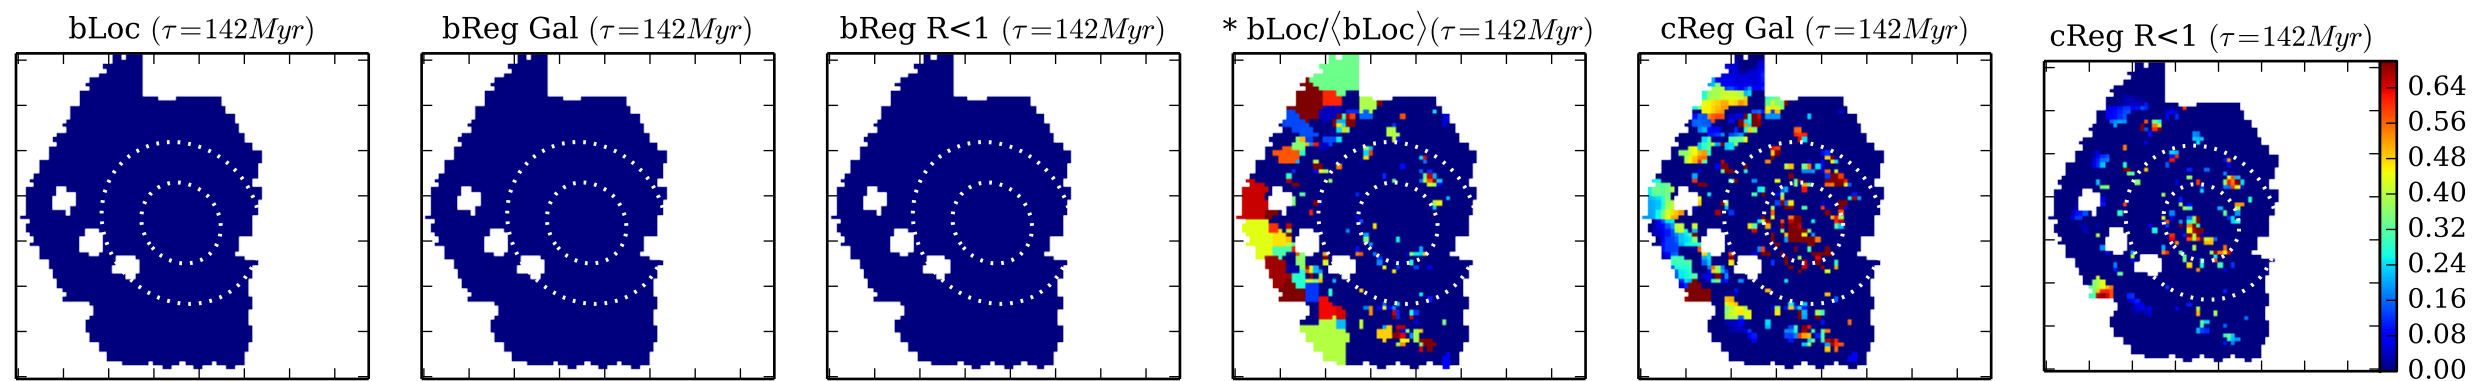 bLoc (τ=142Myr)
bReg Gal (τ=142Myr)
bReg R<1 (τ=142Myr)
* bLoc/⟨bLoc⟩(τ=142Myr)
cReg Gal (τ=142Myr)
cReg R<1 (τ=142Myr)
0.64
0.56
0.48
0.40
0.32
0.24
0.16
0.08
0.00